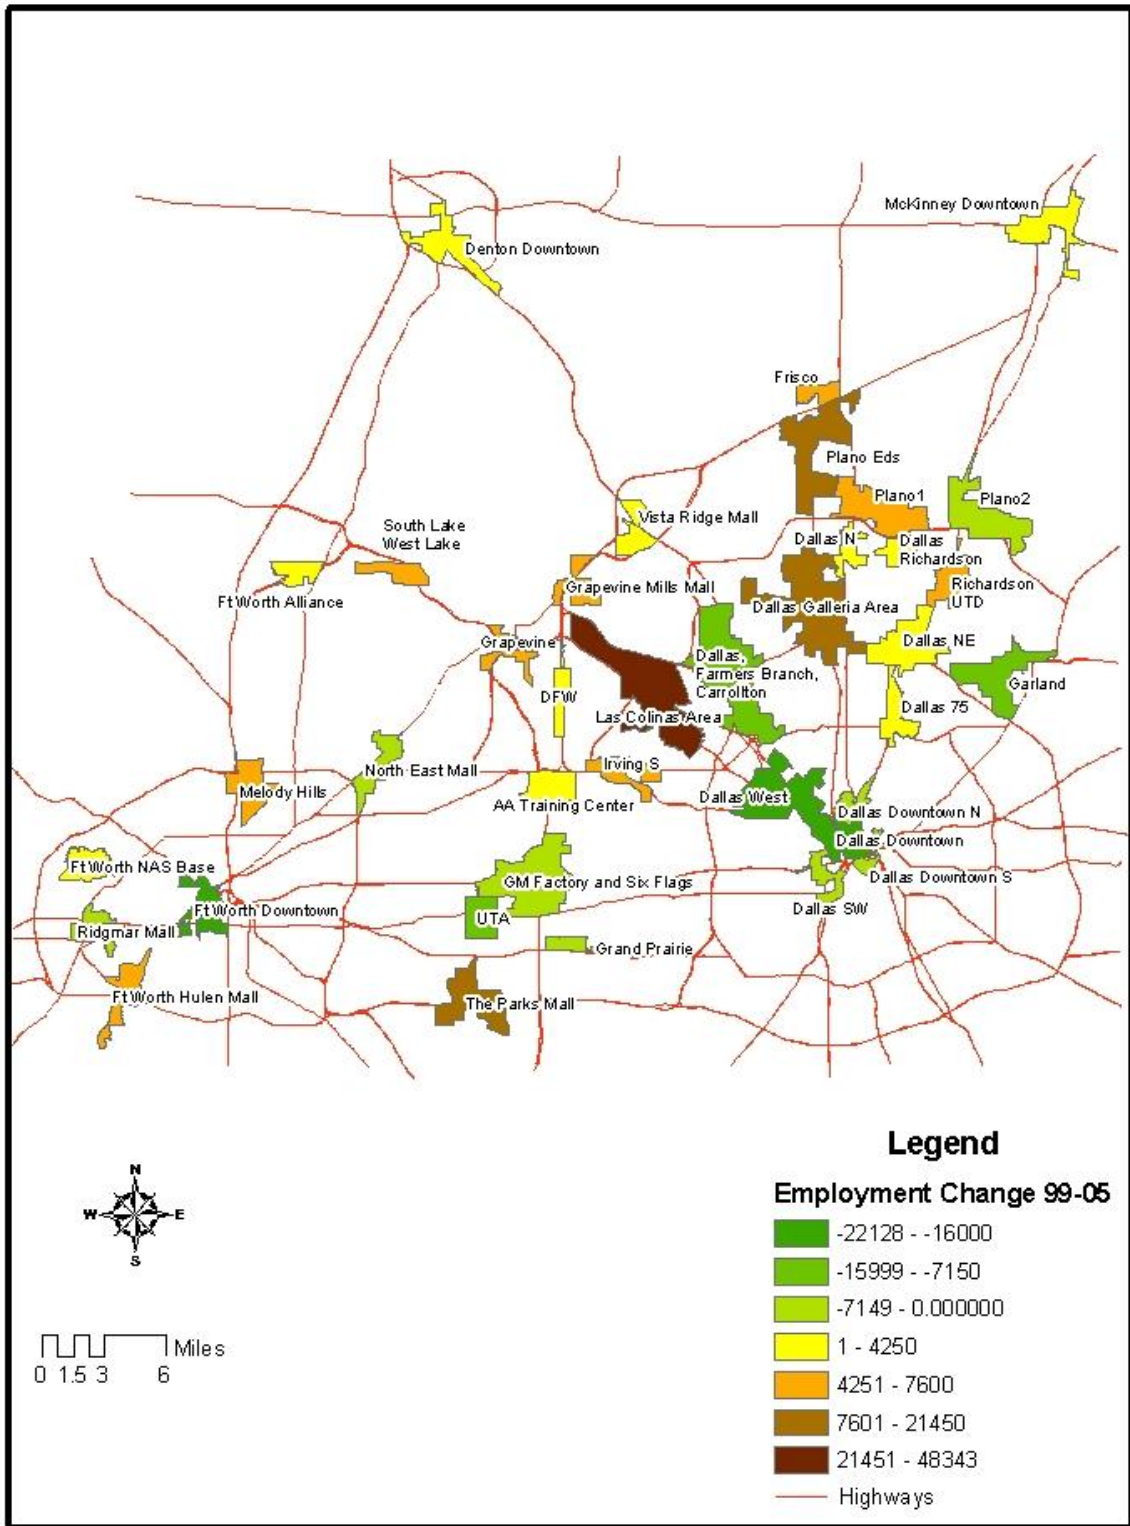 McKinney Downtown
Denton Downtown
Frisco
Plano Eds
Plano1
Plano2
South Lake
West Lake
Vista Ridge Mall
Dallas N
Dallas
Richardson
Ft Worth Alliance
Grapevine Mills Mall
Richardson
UTD
Dallas Galleria Area
Grapevine
Dallas NE
Dallas,
Farmers Branch,
Carrollton
Garland
DFW
Dallas 75
Las Colinas Area
Irving S
North East Mall
Melody Hills
AA Training Center
Dallas West
Dallas Downtown N
Dallas Downtown
Ft Worth NAS Base
Dallas Downtown S
GM Factory and Six Flags
Ft Worth Downtown
UTA
Dallas SW
Ridgmar Mall
Grand Prairie
Ft Worth Hulen Mall
The Parks Mall
Legend
Employment Change 99-05
-22128 - -16000
-15999 - -7150
-7149 - 0.000000
1 - 4250
4251 - 7600
7601 - 21450
21451 - 48343
Highways
N
W E
S
Miles
0 1.5 3 6